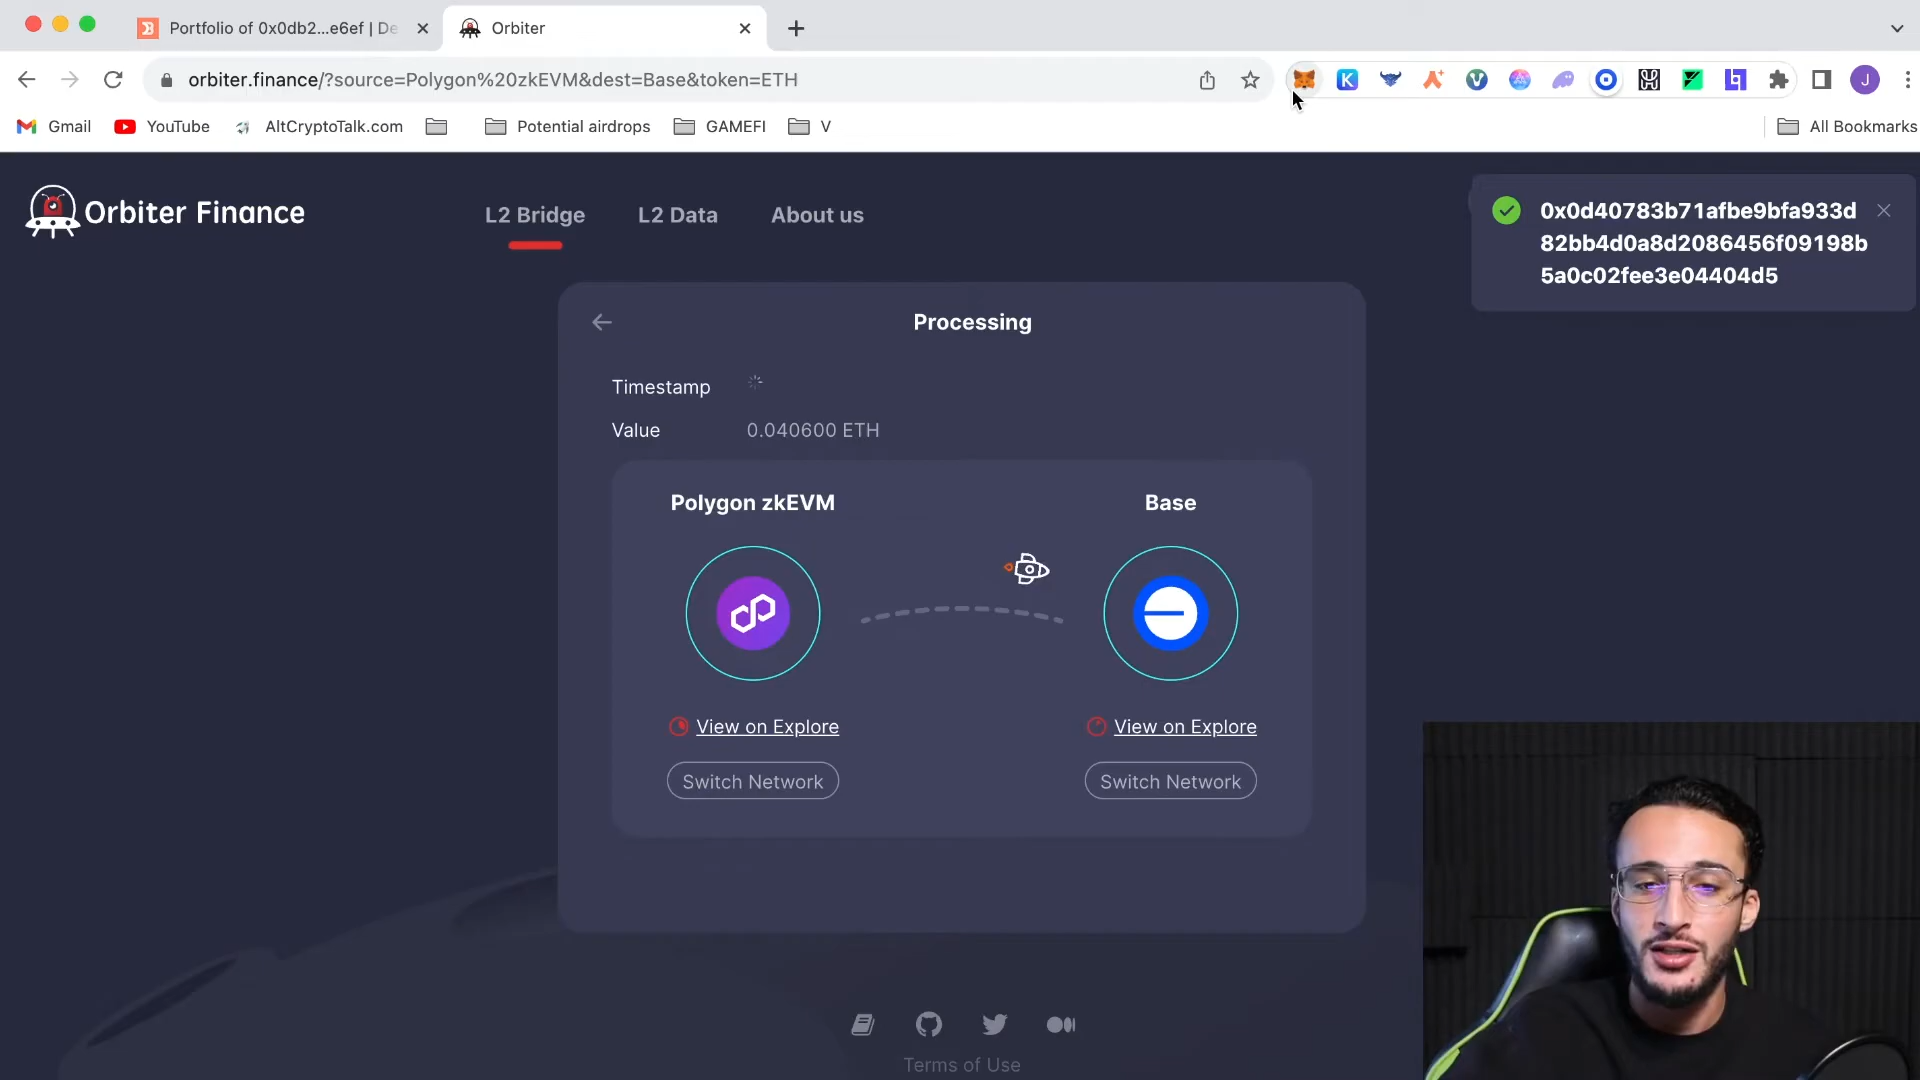 Portfolio of 0x0db2...e6ef | De
Orbiter
orbiter.finance/?source=Polygon%20zkEVM&dest=Base&token=ETH
J
Gmail
YouTube
AltCryptoTalk.com
Potential airdrops
GAMEFI
V
All Bookmarks
Orbiter Finance
L2 Bridge
L2 Data
About us
0x0d40783b71afbe9bfa933d
82bb4d0a8d2086456f09198b
5a0c02fee3e04404d5
Processing
Timestamp
Value 0.040600 ETH
Polygon zkEVM
Base
View on Explore
View on Explore
Switch Network
Switch Network
Terms of Use